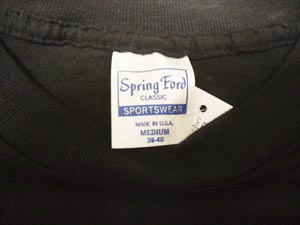 Spring Ford
CLASSIC
SPORTSWEAR
MADE IN U.S.A.
MEDIUM
38-40